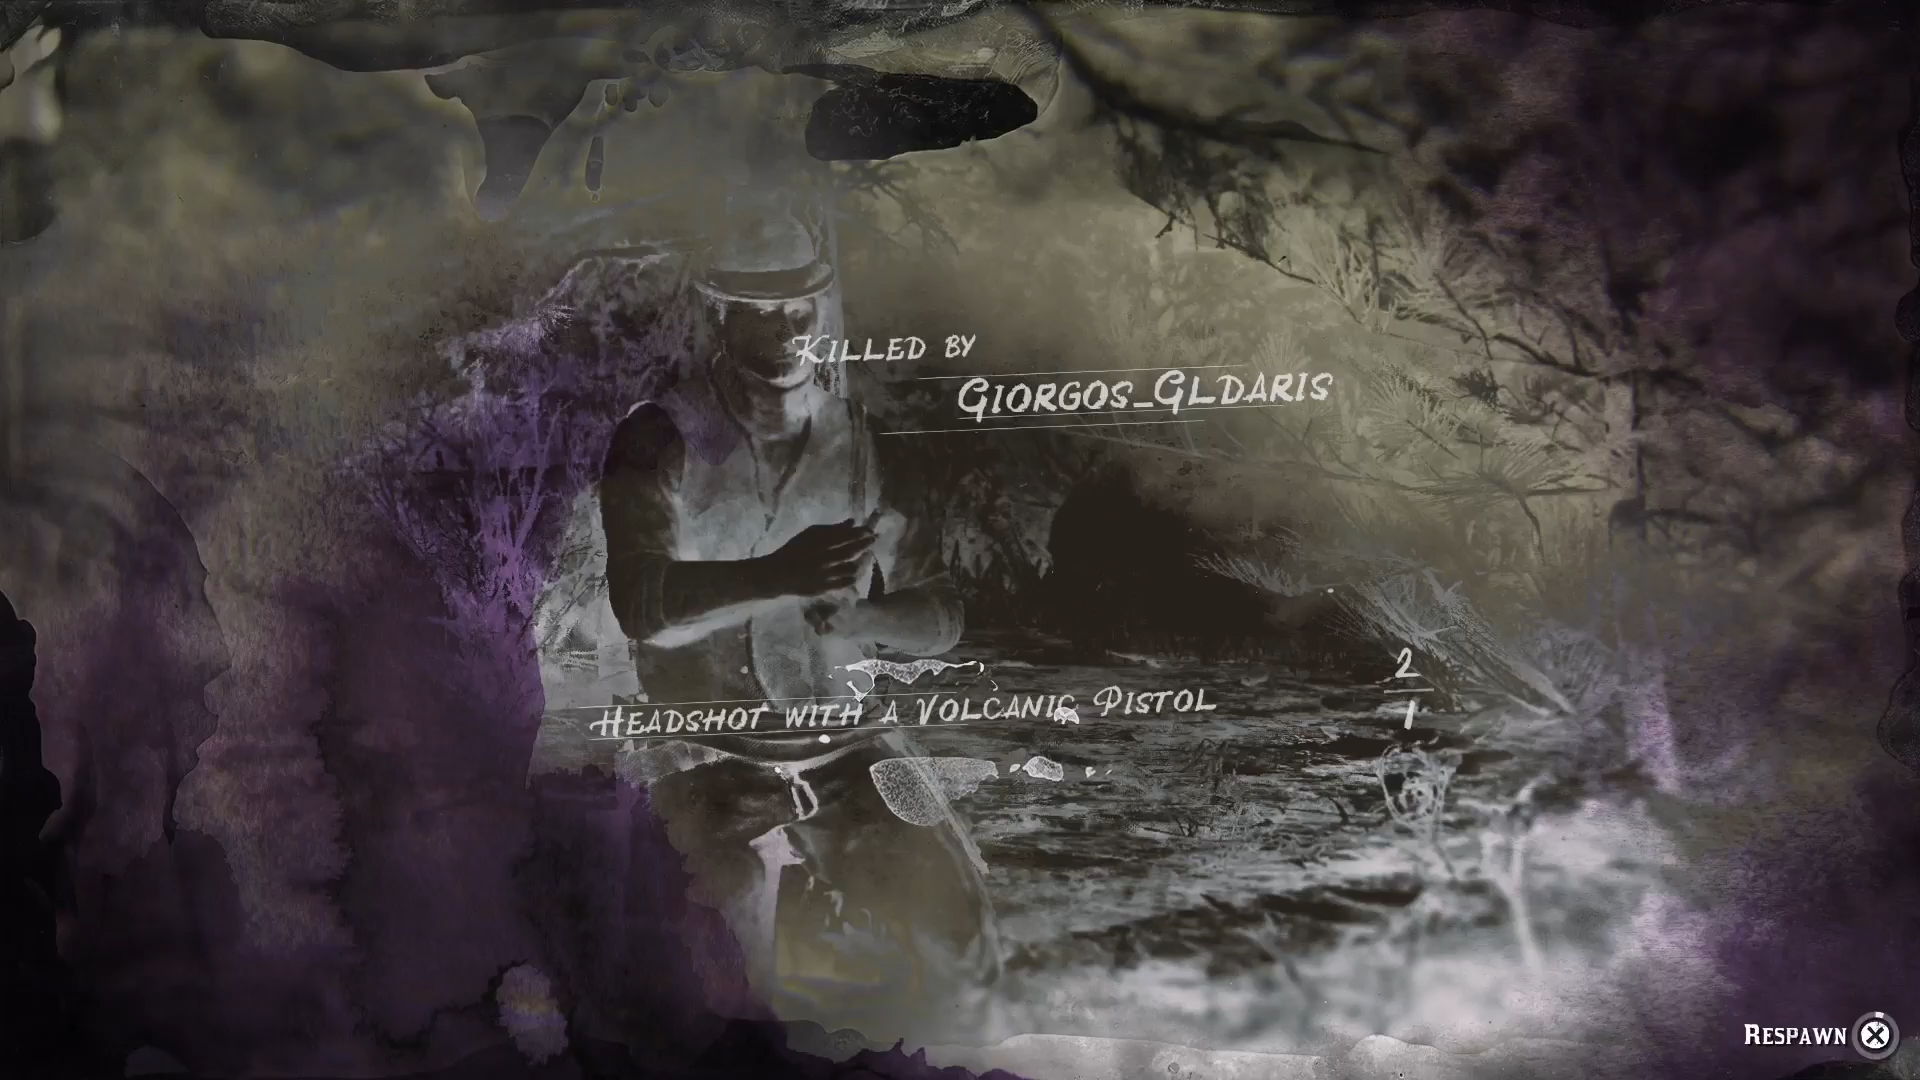 Killed by
Giorgos_Gldaris
Headshot with a Volcanic Pistol
2
1
Respawn